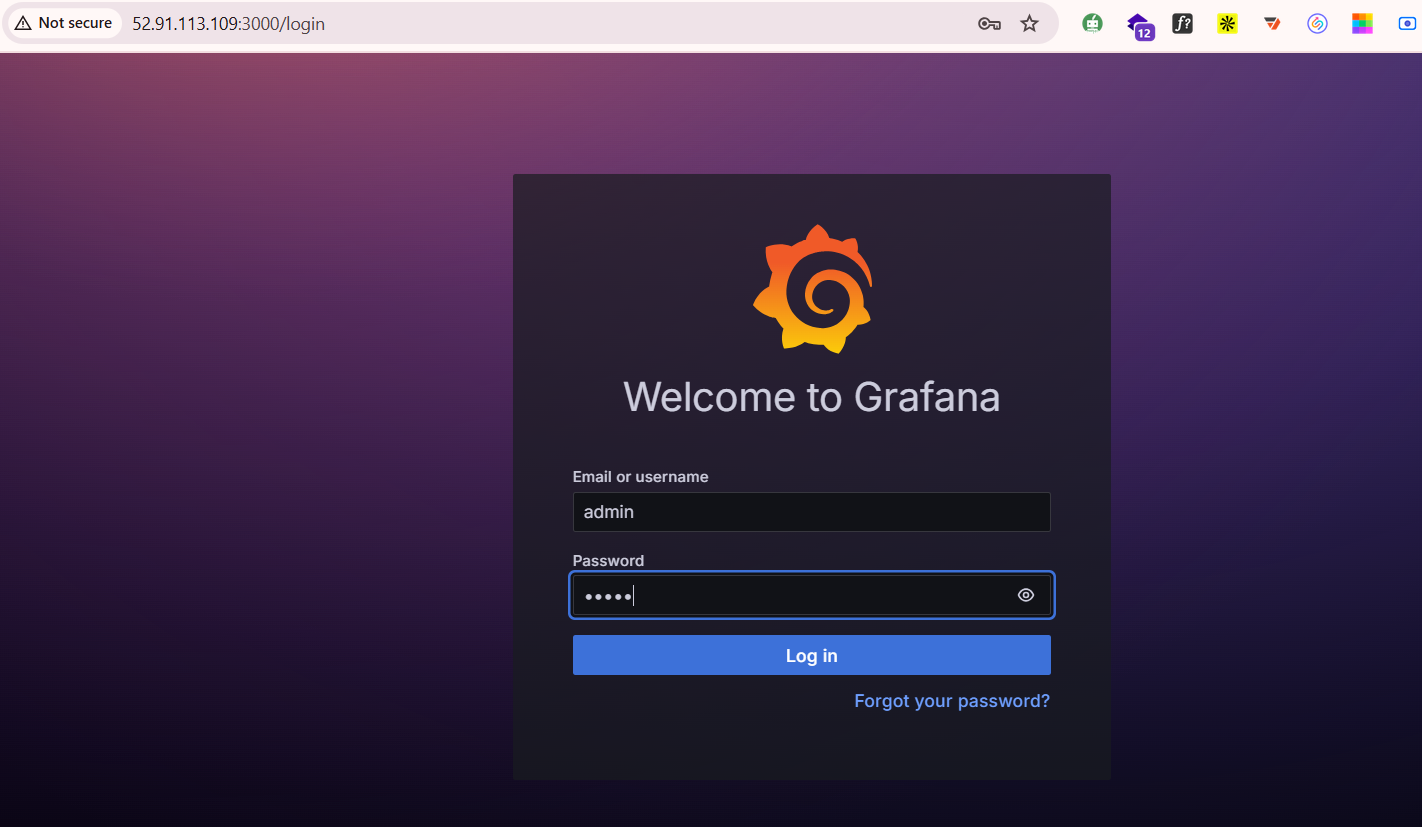 Not secure
52.91.113.109:3000/login
12
f?
Welcome to Grafana
Email or username
admin
Password
•••••
Log in
Forgot your password?